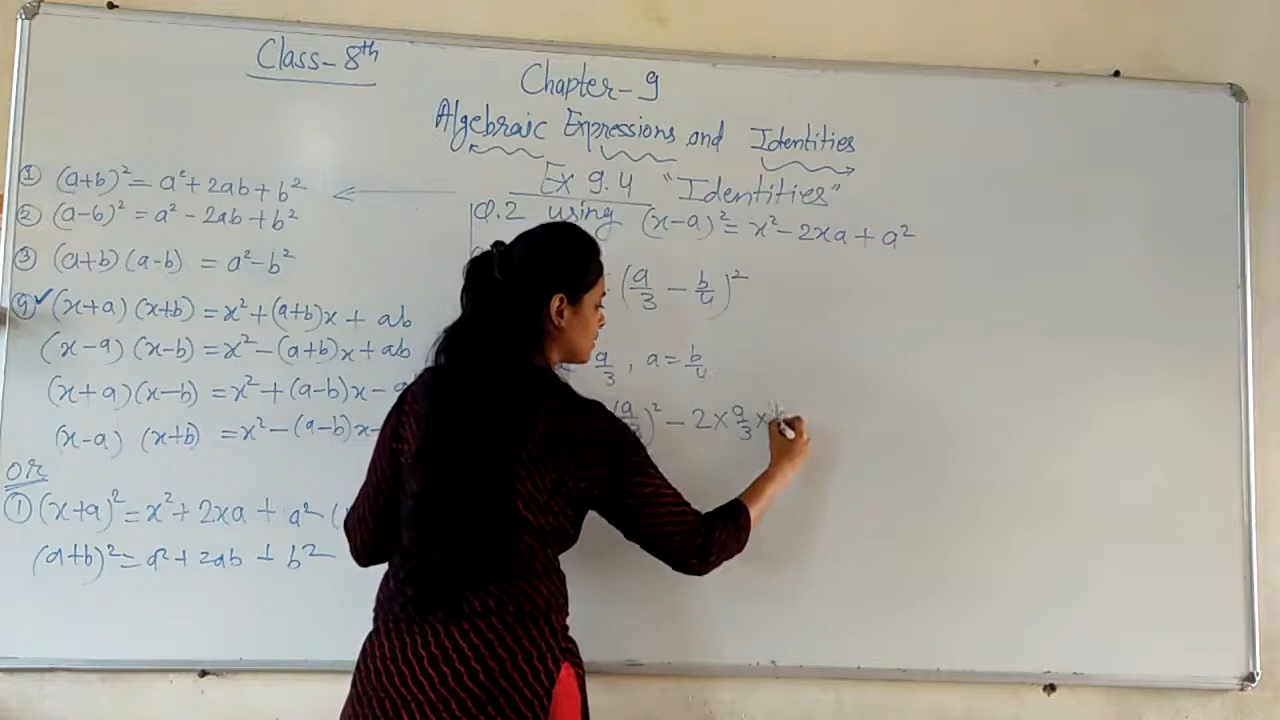 Class-8th
Chapter-9
Algebraic Expressions and Identities
Ex 9.4 "Identities"
① (a+b)² = a² + 2ab + b²
② (a-b)² = a² - 2ab + b²
③ (a+b) (a-b) = a² - b²
④ ✓ (x+a) (x+b) = x² + (a+b)x + ab
(x-a) (x-b) = x² - (a+b)x + ab
(x+a) (x-b) = x² + (a-b)x -
(x-a) (x+b) = x² - (a-b)x -
OR
① (x+a)² = x² + 2xa + a² (
(a+b)² = a² + 2ab + b²
Q.2 using (x-a)² = x² - 2xa + a²
(a/3 - b/4)²
a/3 , a = b/4
(a/3)² - 2 × a/3 ×